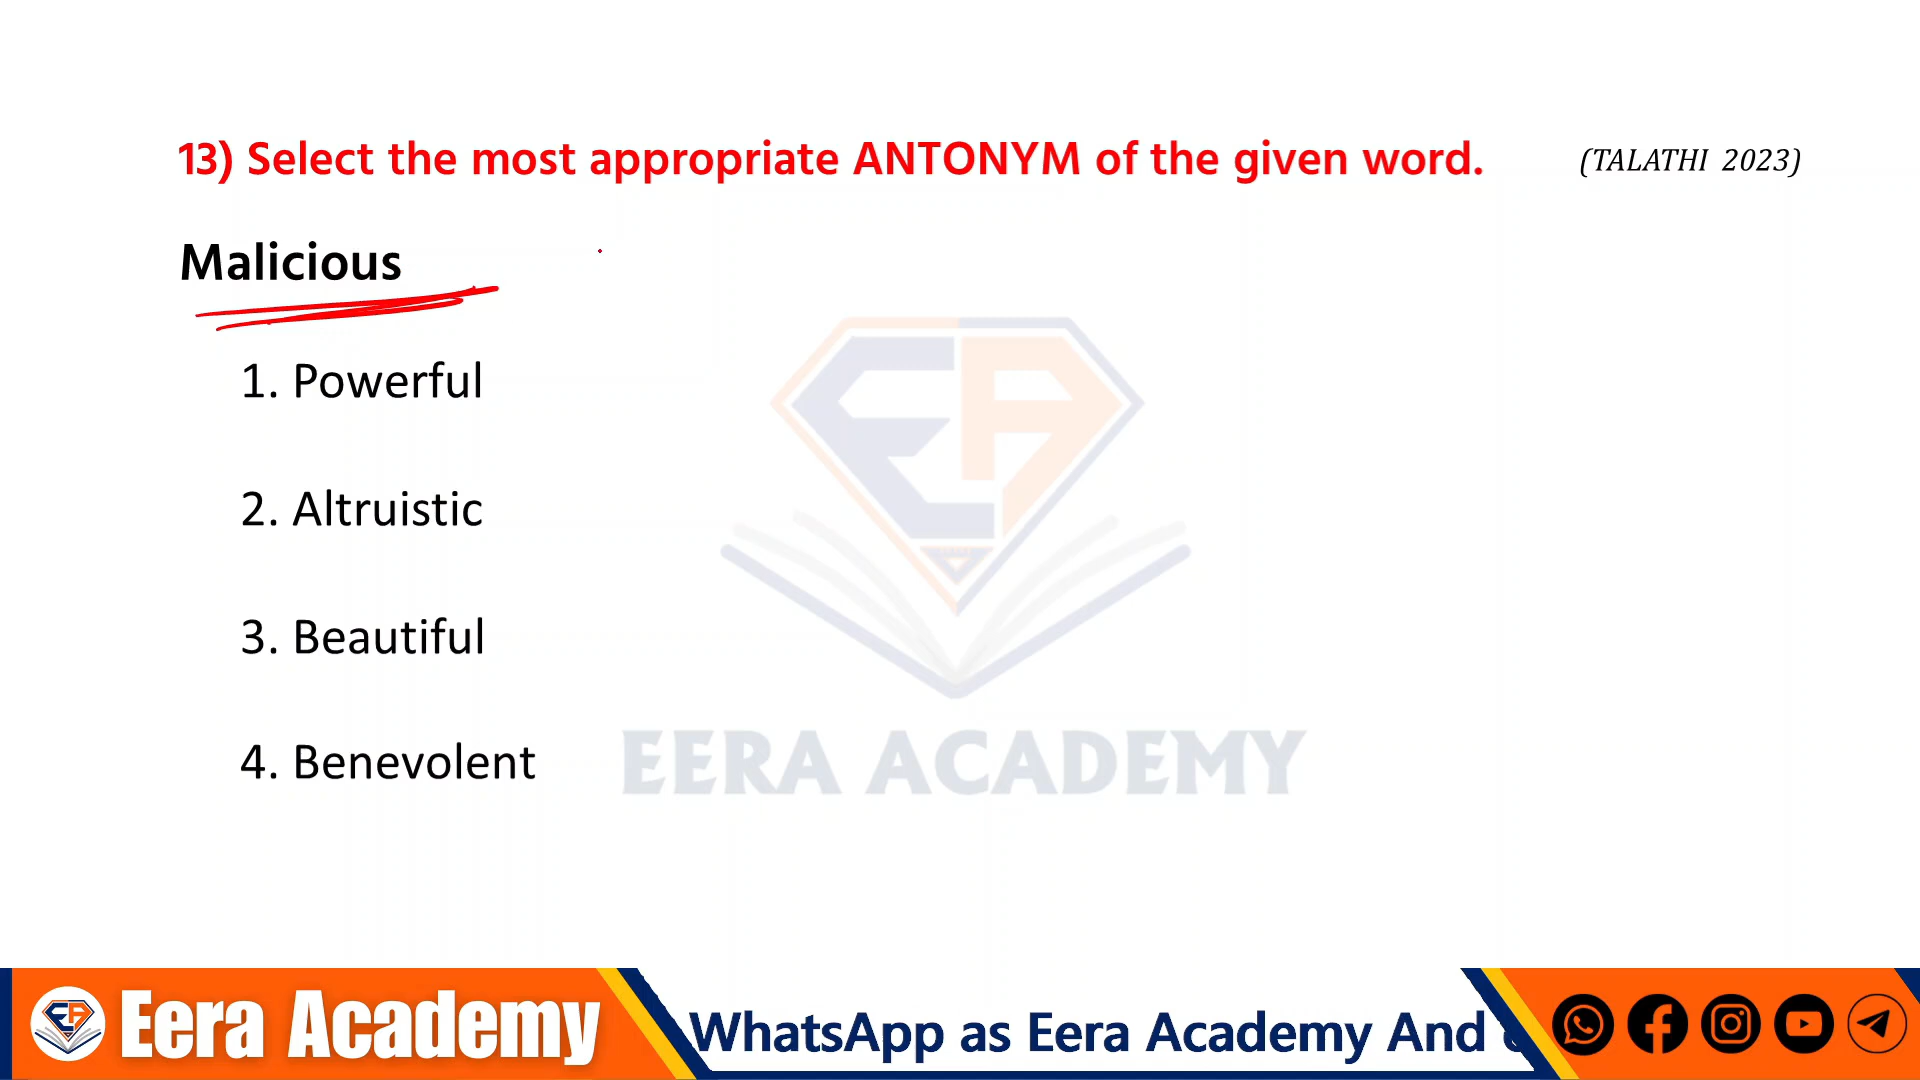 13) Select the most appropriate ANTONYM of the given word.
(TALATHI 2023)
Malicious
1. Powerful
2. Altruistic
3. Beautiful
4. Benevolent
EERA ACADEMY
Eera Academy
WhatsApp as Eera Academy And